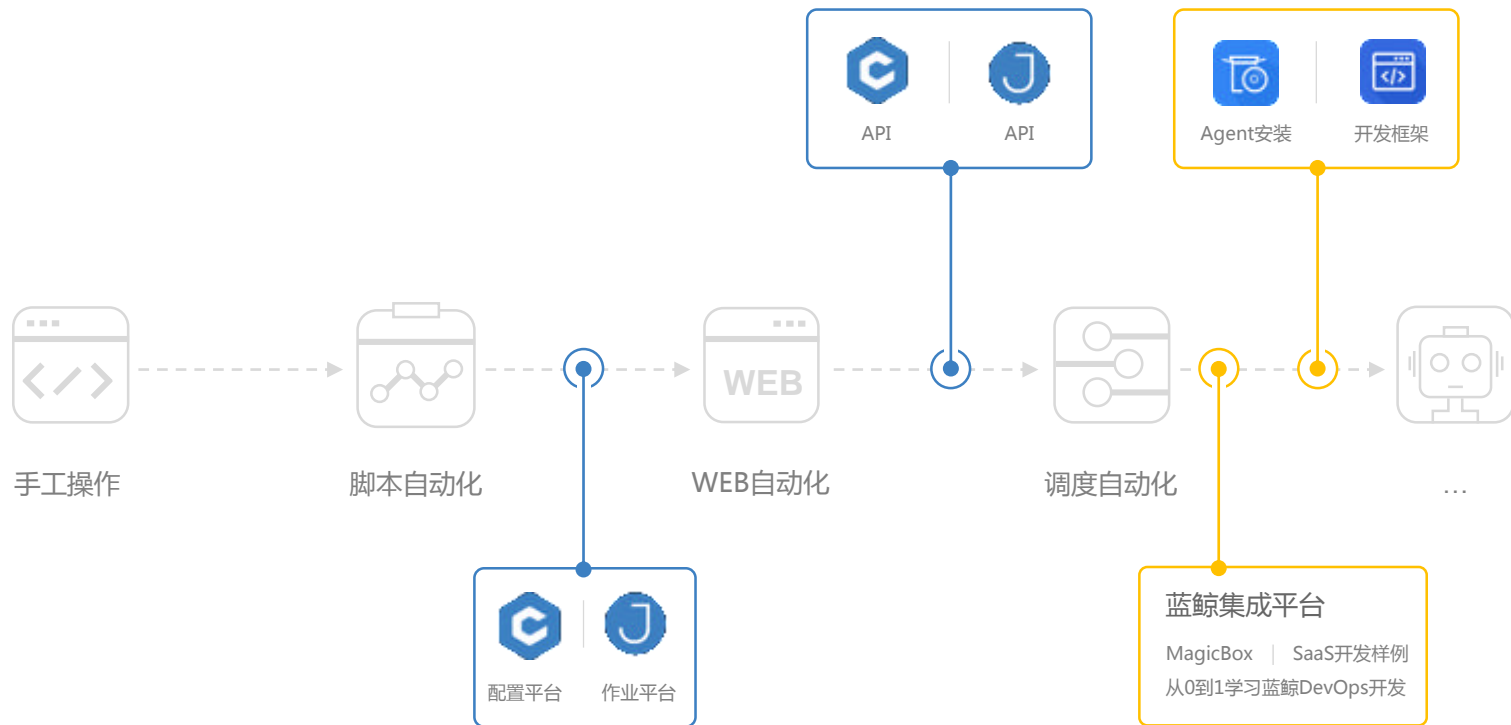 API
API
Agent安装
开发框架
WEB
手工操作
脚本自动化
WEB自动化
调度自动化
...
配置平台
作业平台
蓝鲸集成平台
MagicBox | SaaS开发样例
从0到1学习蓝鲸DevOps开发